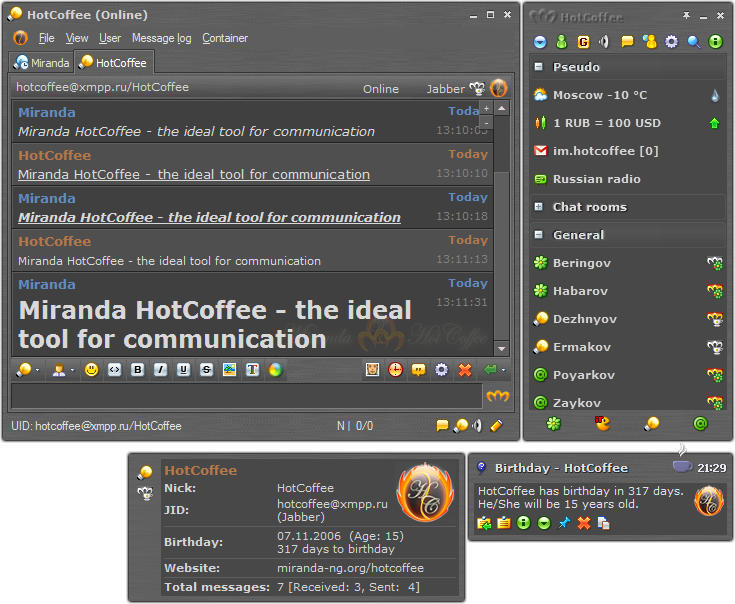 HotCoffee (Online)
File View User Message log Container
Miranda HotCoffee
hotcoffee@xmpp.ru/HotCoffee Online Jabber
Miranda Today
Miranda HotCoffee - the ideal tool for communication 13:10:05
HotCoffee Today
Miranda HotCoffee - the ideal tool for communication 13:10:10
Miranda Today
Miranda HotCoffee - the ideal tool for communication 13:10:18
HotCoffee Today
Miranda HotCoffee - the ideal tool for communication 13:11:13
Miranda Today
Miranda HotCoffee - the ideal 13:11:31
tool for communication
Miranda HotCoffee
B I U S T
UID: hotcoffee@xmpp.ru/HotCoffee N | 0/0
HotCoffee
Pseudo
Moscow -10 °C
1 RUB = 100 USD
im.hotcoffee [0]
Russian radio
Chat rooms
General
Beringov
Habarov
Dezhnyov
Ermakov
Poyarkov
Zaykov
HotCoffee
Nick: HotCoffee
JID: hotcoffee@xmpp.ru
(Jabber)
Birthday: 07.11.2006 (Age: 15)
317 days to birthday
Website: miranda-ng.org/hotcoffee
Total messages: 7 [Received: 3, Sent: 4]
Birthday - HotCoffee 21:29
HotCoffee has birthday in 317 days.
He/She will be 15 years old.